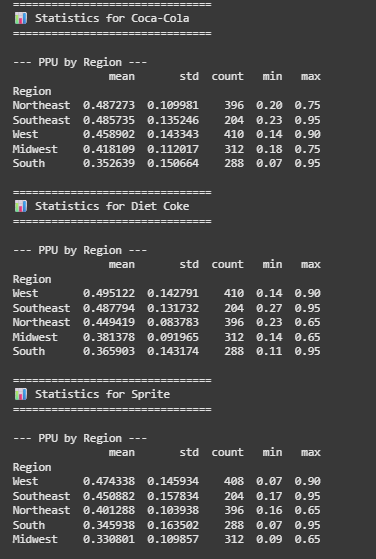 ===============================
📊 Statistics for Coca-Cola
===============================
--- PPU by Region ---
mean std count min max
Region
Northeast 0.487273 0.109981 396 0.20 0.75
Southeast 0.485735 0.135246 204 0.23 0.95
West 0.458902 0.143343 410 0.14 0.90
Midwest 0.418109 0.112017 312 0.18 0.75
South 0.352639 0.150664 288 0.07 0.95
===============================
📊 Statistics for Diet Coke
===============================
--- PPU by Region ---
mean std count min max
Region
West 0.495122 0.142791 410 0.14 0.90
Southeast 0.487794 0.131732 204 0.27 0.95
Northeast 0.449419 0.083783 396 0.23 0.65
Midwest 0.381378 0.091965 312 0.14 0.65
South 0.365903 0.143174 288 0.11 0.95
===============================
📊 Statistics for Sprite
===============================
--- PPU by Region ---
mean std count min max
Region
West 0.474338 0.145934 408 0.07 0.90
Southeast 0.450882 0.157834 204 0.17 0.95
Northeast 0.401288 0.103938 396 0.16 0.65
South 0.345938 0.163502 288 0.07 0.95
Midwest 0.330801 0.109857 312 0.09 0.65